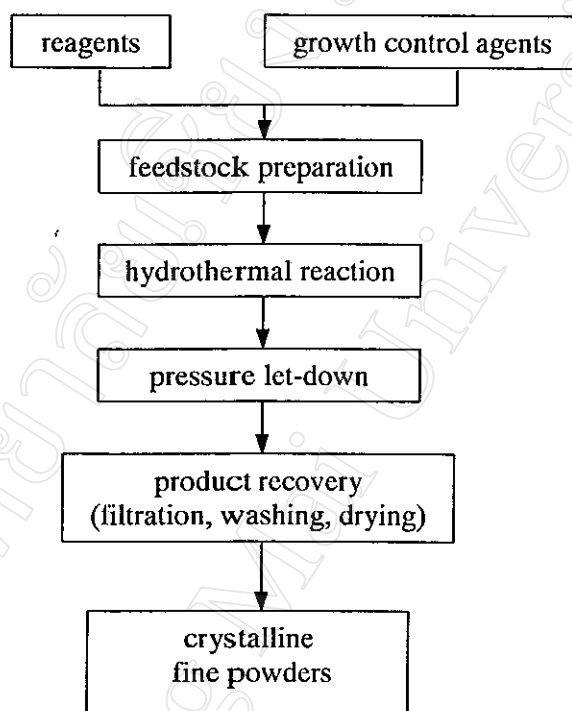 reagents
growth control agents
feedstock preparation
hydrothermal reaction
pressure let-down
product recovery
(filtration, washing, drying)
crystalline
fine powders